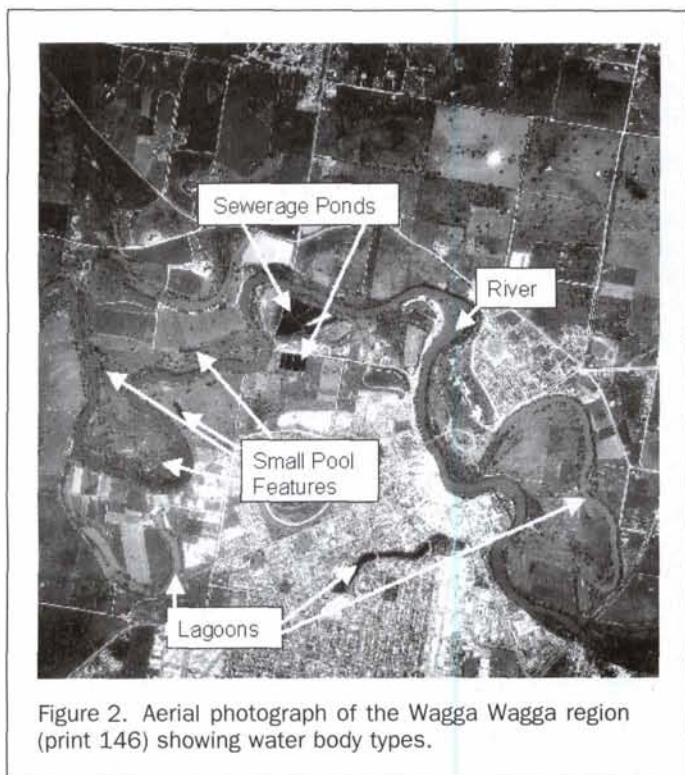 Sewerage Ponds
River
Small Pool
Features
Lagoons
Figure 2. Aerial photograph of the Wagga Wagga region
(print 146) showing water body types.